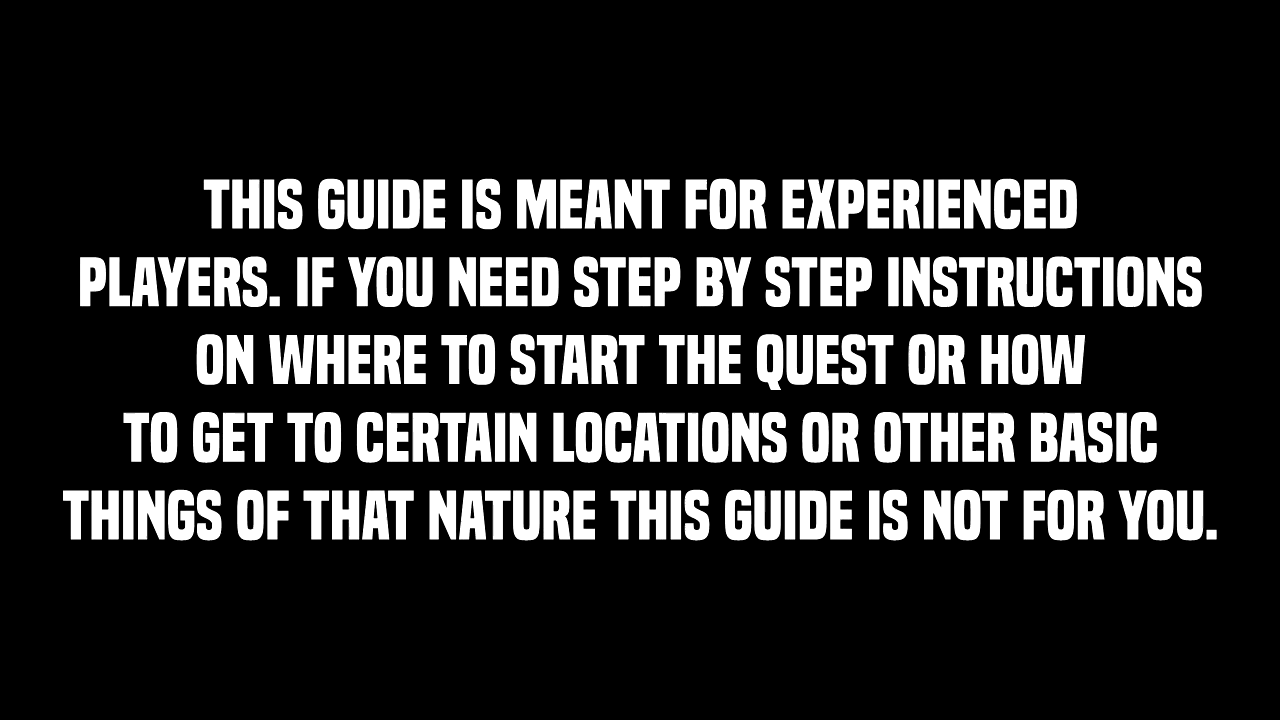 THIS GUIDE IS MEANT FOR EXPERIENCED
PLAYERS. IF YOU NEED STEP BY STEP INSTRUCTIONS
ON WHERE TO START THE QUEST OR HOW
TO GET TO CERTAIN LOCATIONS OR OTHER BASIC
THINGS OF THAT NATURE THIS GUIDE IS NOT FOR YOU.